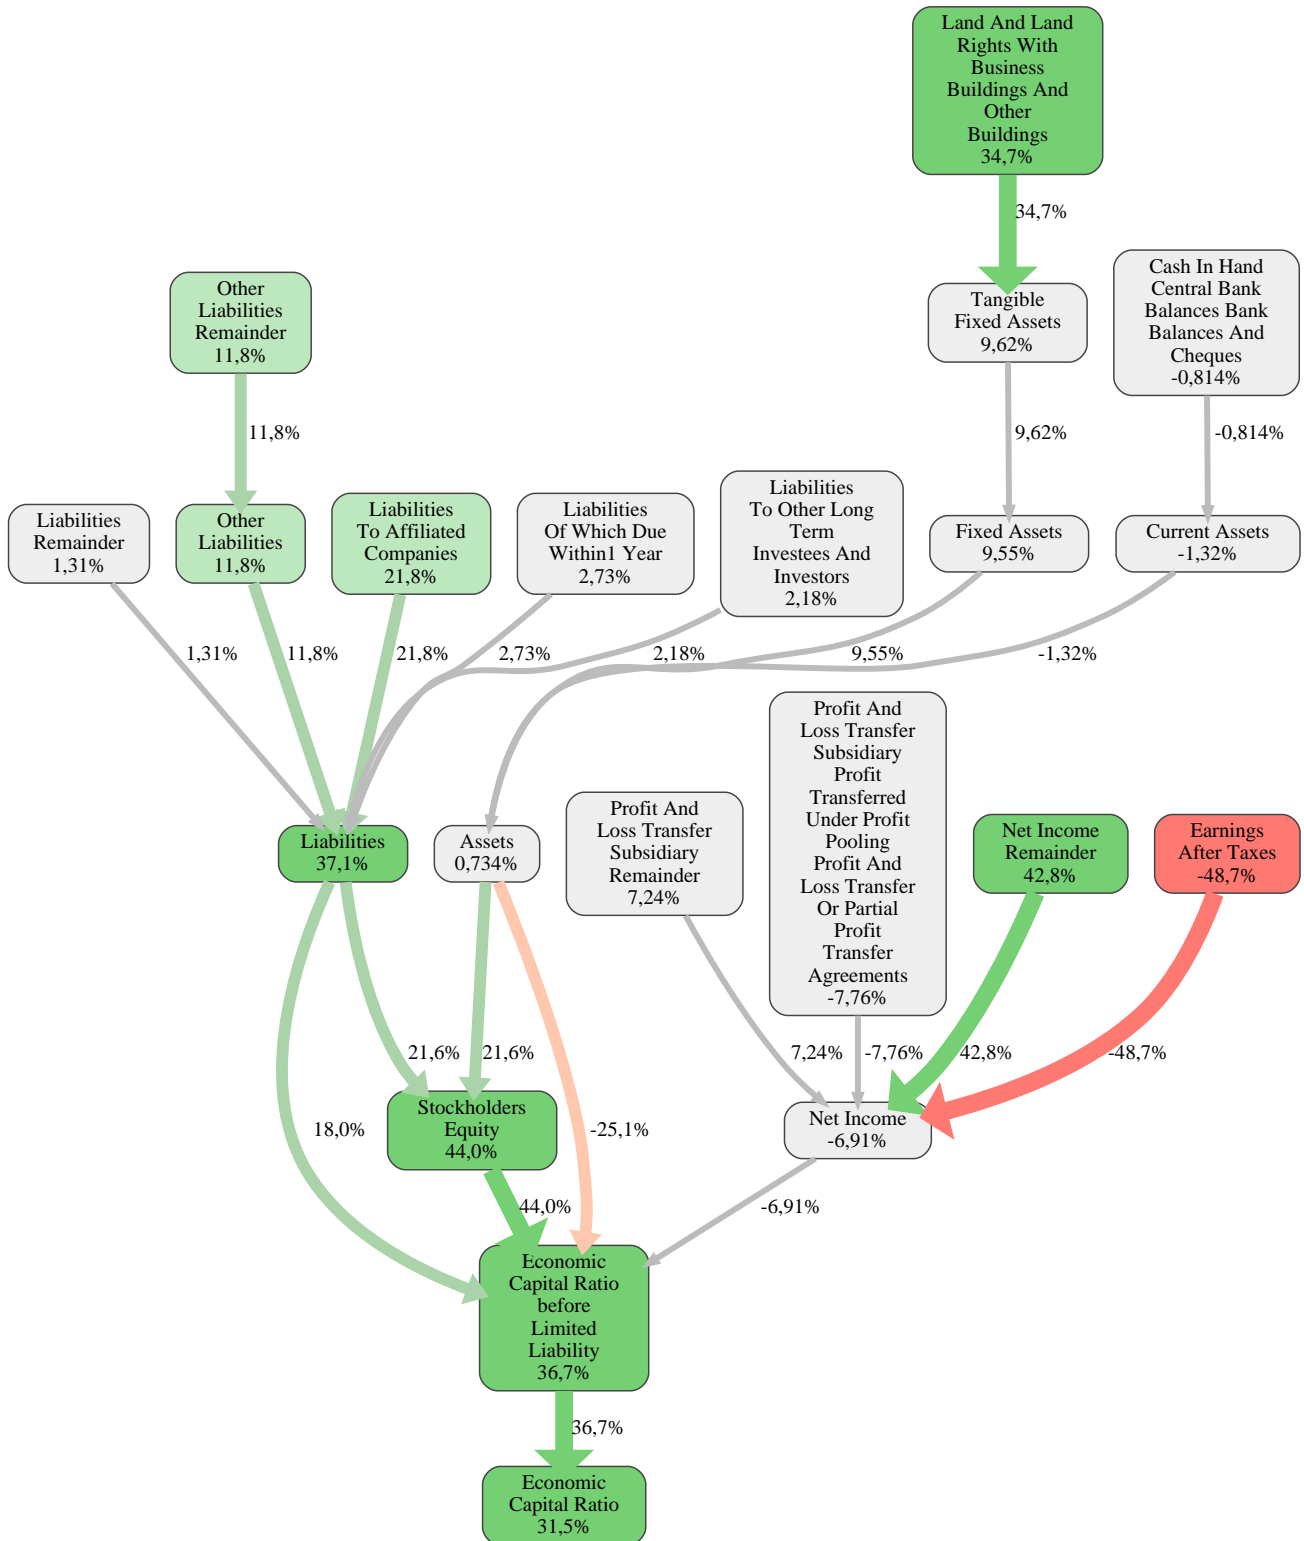 Land And Land
Rights With
Business
Buildings And
Other
Buildings
34,7%
34,7%
Cash In Hand
Central Bank
Balances Bank
Balances And
Cheques
-0,814%
Other
Liabilities
Remainder
11,8%
Tangible
Fixed Assets
9,62%
11,8%
9,62%
-0,814%
Liabilities
Remainder
1,31%
Other
Liabilities
11,8%
Liabilities
To Affiliated
Companies
21,8%
Liabilities
Of Which Due
Within1 Year
2,73%
Liabilities
To Other Long
Term
Investees And
Investors
2,18%
Fixed Assets
9,55%
Current Assets
-1,32%
1,31%
11,8%
21,8%
2,73%
2,18%
9,55%
-1,32%
Profit And
Loss Transfer
Subsidiary
Profit
Transferred
Under Profit
Pooling
Profit And
Loss Transfer
Or Partial
Profit
Transfer
Agreements
-7,76%
Liabilities
37,1%
Assets
0,734%
Profit And
Loss Transfer
Subsidiary
Remainder
7,24%
Net Income
Remainder
42,8%
Earnings
After Taxes
-48,7%
21,6%
21,6%
7,24%
-7,76%
42,8%
-48,7%
18,0%
Stockholders
Equity
44,0%
-25,1%
Net Income
-6,91%
44,0%
-6,91%
Economic
Capital Ratio
before
Limited
Liability
36,7%
36,7%
Economic
Capital Ratio
31,5%